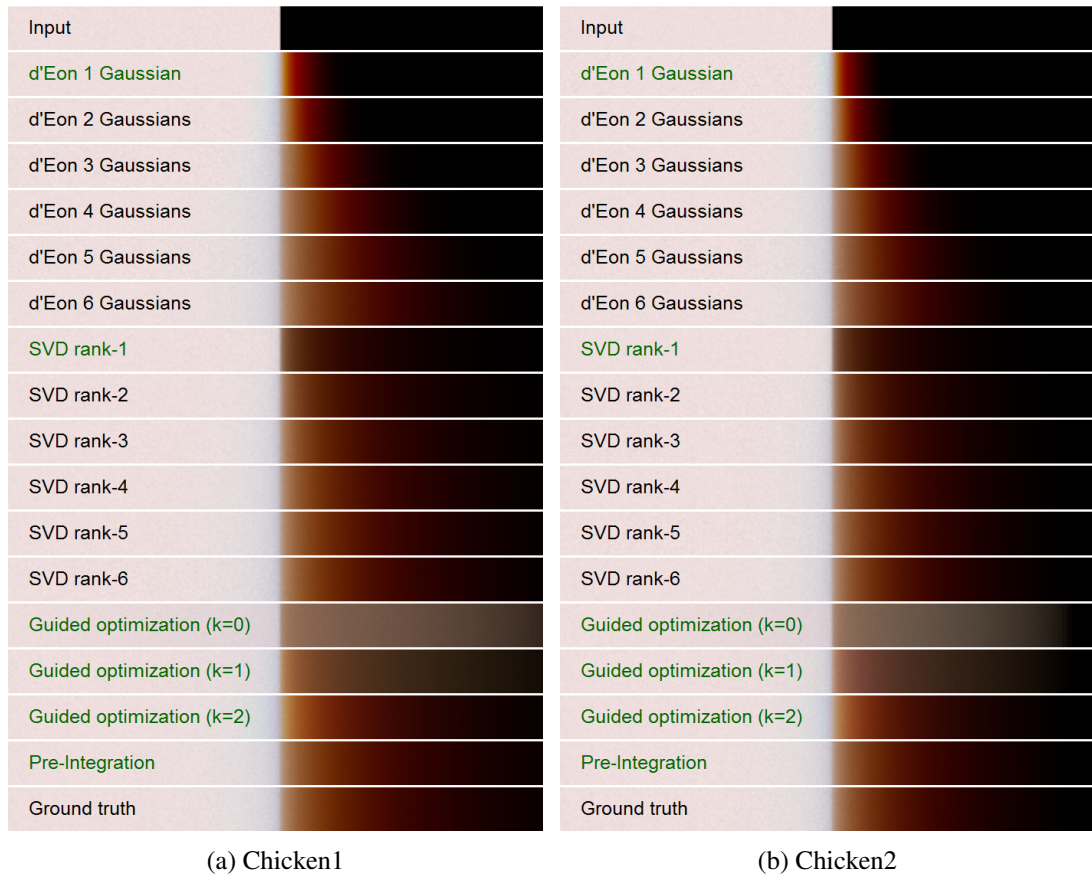 Input
d'Eon 1 Gaussian
d'Eon 2 Gaussians
d'Eon 3 Gaussians
d'Eon 4 Gaussians
d'Eon 5 Gaussians
d'Eon 6 Gaussians
SVD rank-1
SVD rank-2
SVD rank-3
SVD rank-4
SVD rank-5
SVD rank-6
Guided optimization (k=0)
Guided optimization (k=1)
Guided optimization (k=2)
Pre-Integration
Ground truth
(a) Chicken1
Input
d'Eon 1 Gaussian
d'Eon 2 Gaussians
d'Eon 3 Gaussians
d'Eon 4 Gaussians
d'Eon 5 Gaussians
d'Eon 6 Gaussians
SVD rank-1
SVD rank-2
SVD rank-3
SVD rank-4
SVD rank-5
SVD rank-6
Guided optimization (k=0)
Guided optimization (k=1)
Guided optimization (k=2)
Pre-Integration
Ground truth
(b) Chicken2